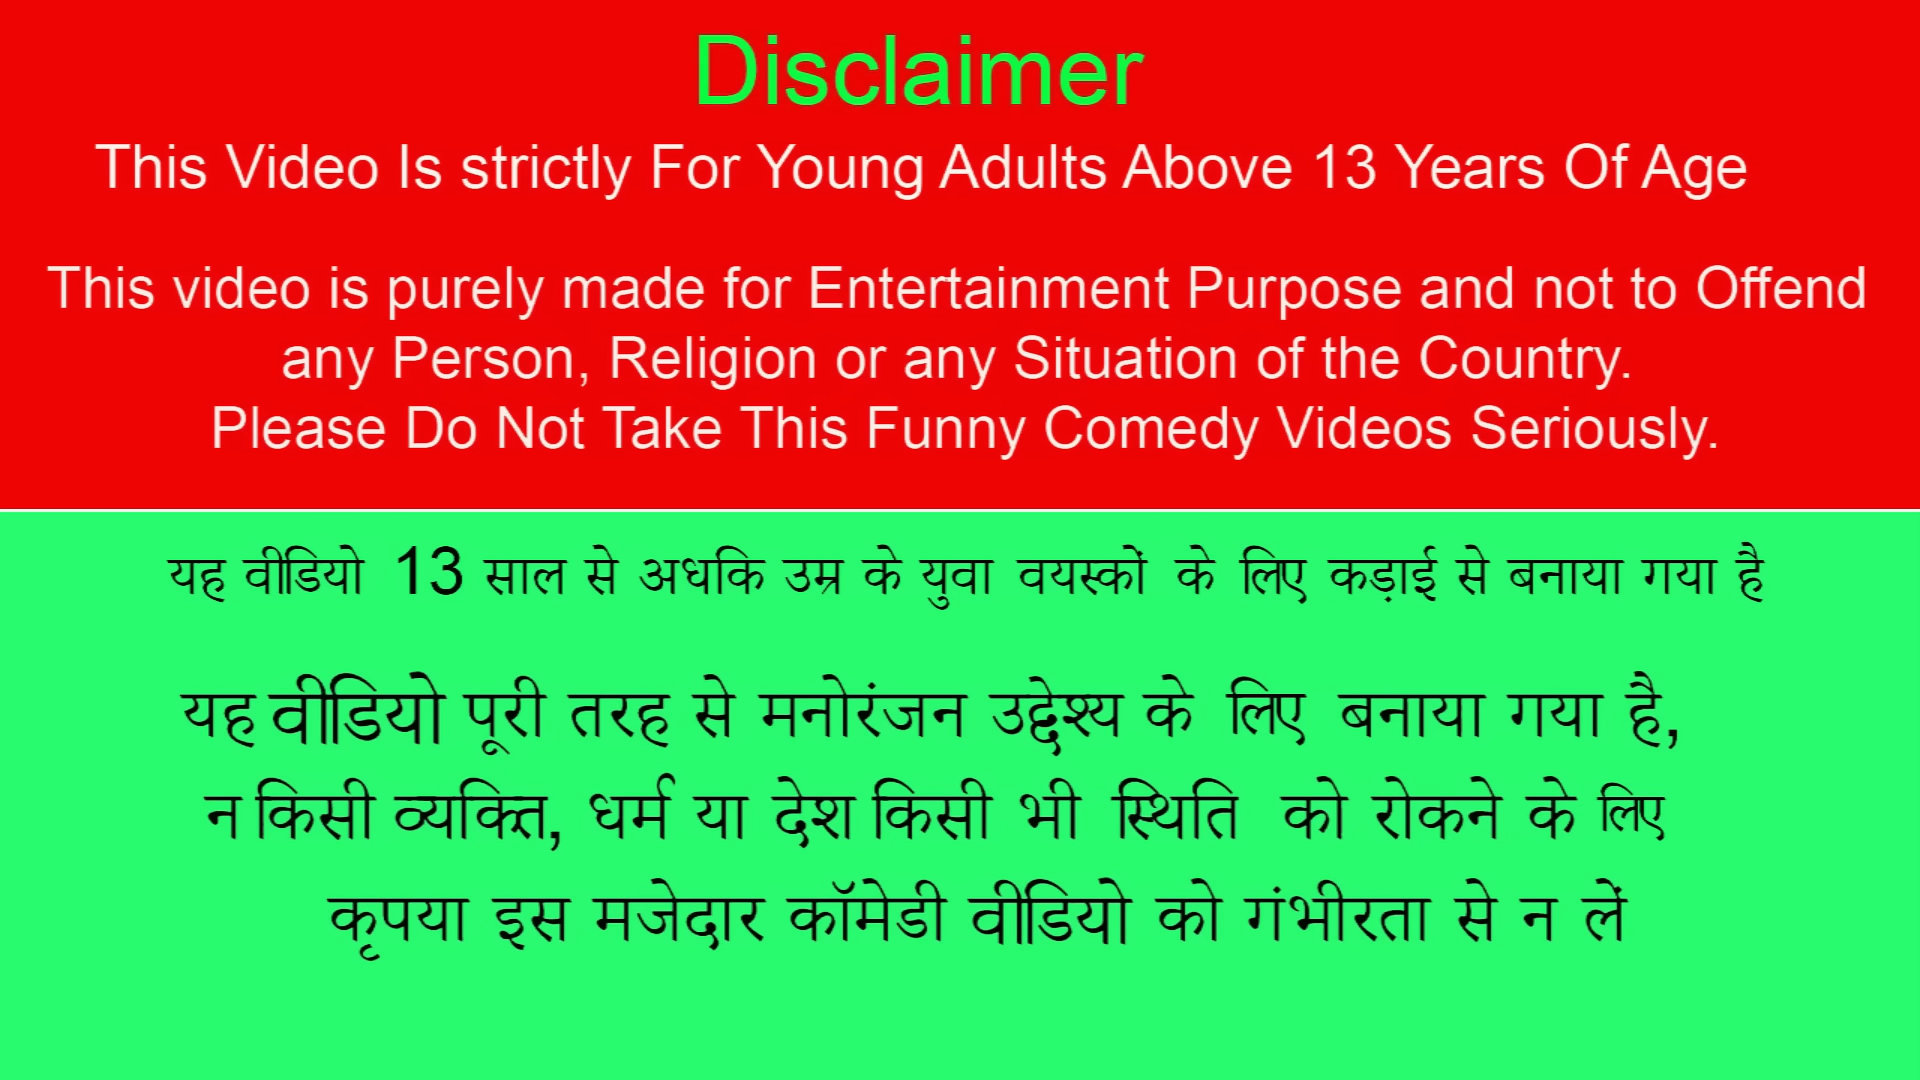 Disclaimer
This Video Is strictly For Young Adults Above 13 Years Of Age
This video is purely made for Entertainment Purpose and not to Offend
any Person, Religion or any Situation of the Country.
Please Do Not Take This Funny Comedy Videos Seriously.
यह वीडियो 13 साल से अधकि उम्र के युवा वयस्कों के लिए कड़ाई से बनाया गया है
यह वीडियो पूरी तरह से मनोरंजन उद्देश्य के लिए बनाया गया है,
न किसी व्यक्ति, धर्म या देश किसी भी स्थिति को रोकने के लिए
कृपया इस मजेदार कॉमेडी वीडियो को गंभीरता से न लें